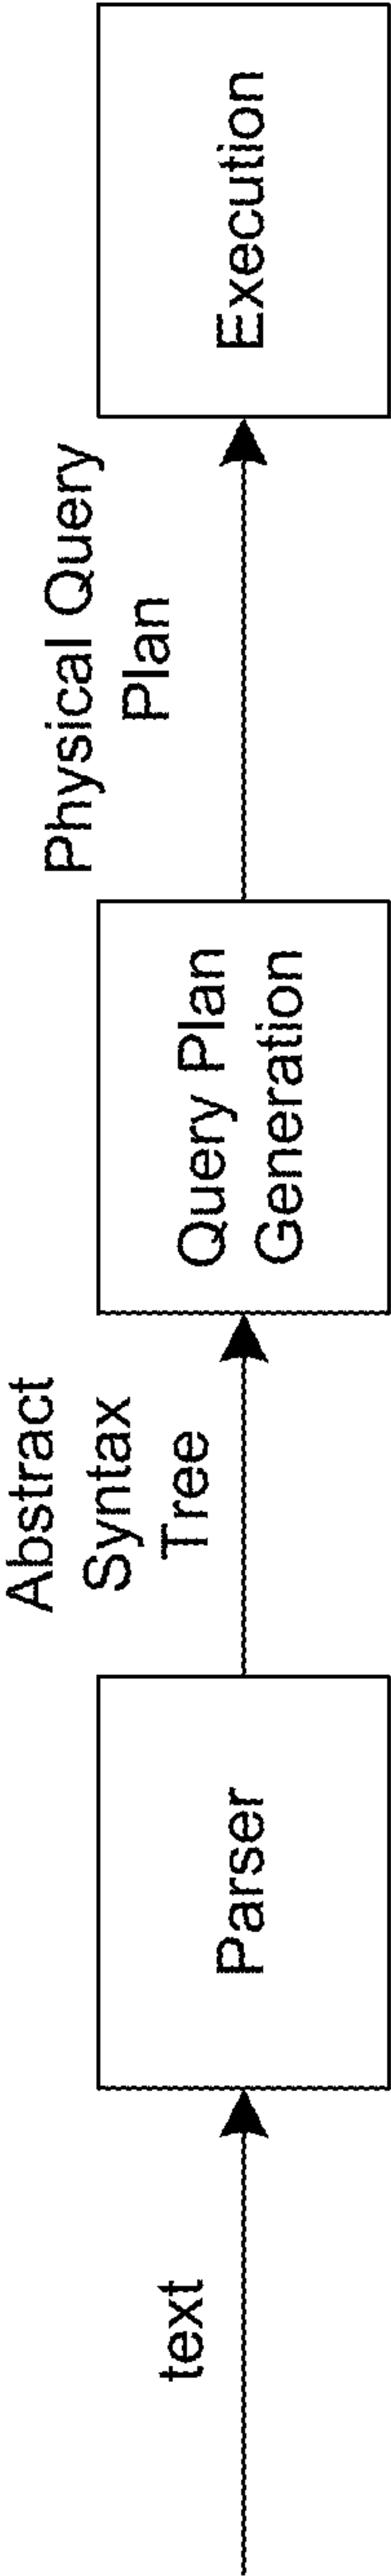 text
Parser
Abstract
Syntax
Tree
Query Plan
Generation
Physical Query
Plan
Execution